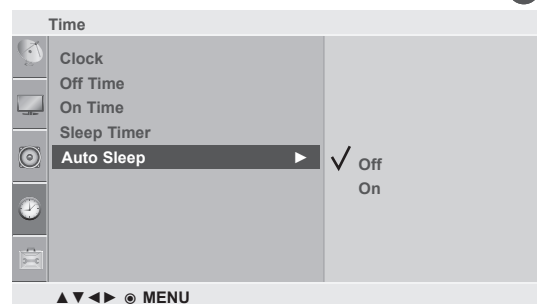 Time
Clock
Off Time
On Time
Sleep Timer
Auto Sleep ►
✓ Off
On
▲▼◄► ◉ MENU